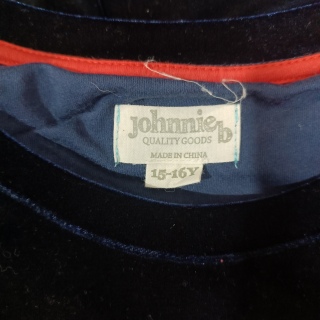 johnnie b
QUALITY GOODS
MADE IN CHINA
15-16Y